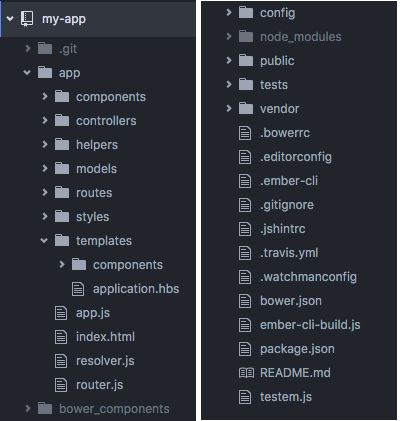 my-app
.git
app
components
controllers
helpers
models
routes
styles
templates
components
application.hbs
app.js
index.html
resolver.js
router.js
bower_components
config
node_modules
public
tests
vendor
.bowerrc
.editorconfig
.ember-cli
.gitignore
.jshintrc
.travis.yml
.watchmanconfig
bower.json
ember-cli-build.js
package.json
README.md
testem.js